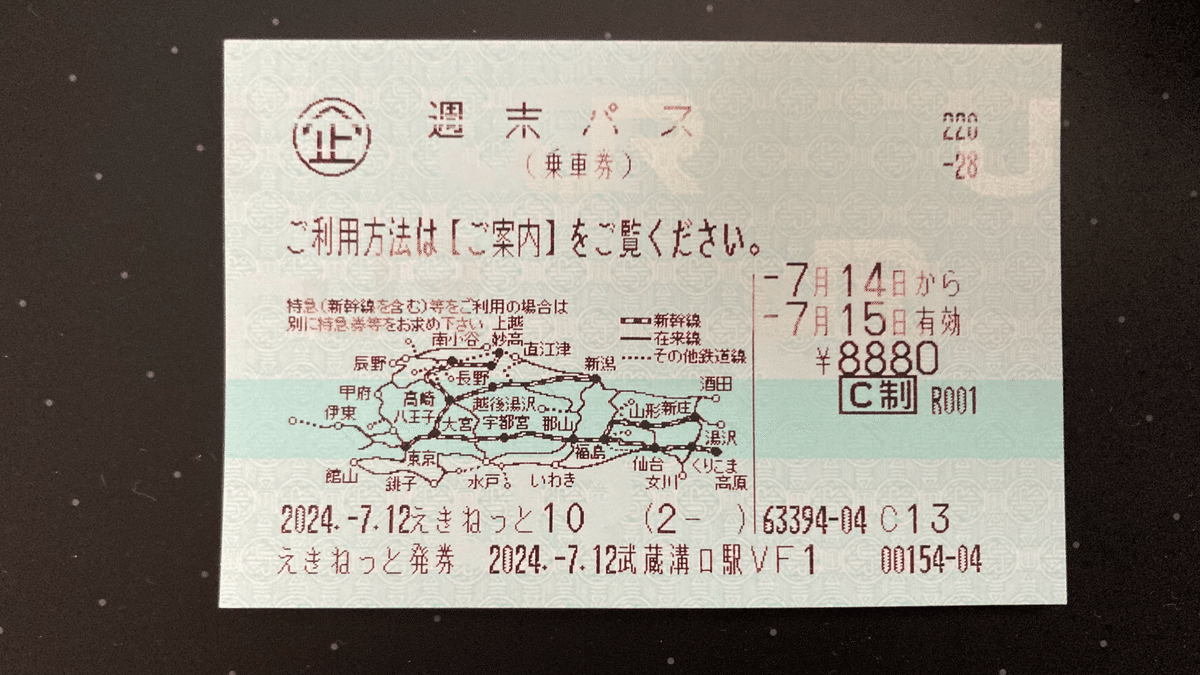 企
週末パス
(乗車券)
220
-28
ご利用方法は【ご案内】をご覧ください。
-7月14日から
-7月15日有効
¥8880
C制 R001
特急(新幹線を含む)等をご利用の場合は
別に特急券等をお求め下さい
新幹線
在来線
その他鉄道線
上越
妙高
南小谷
直江津
辰野
長野
新潟
甲府
高崎
越後湯沢
酒田
伊東
八王子
大宮
宇都宮
郡山
山形
新庄
湯沢
東京
福島
仙台
くりこま
高原
館山
銚子
水戸
いわき
女川
2024.-7.12えきねっと10 (2- ) 63394-04 C13
えきねっと発券 2024.-7.12武蔵溝口駅VF1 00154-04